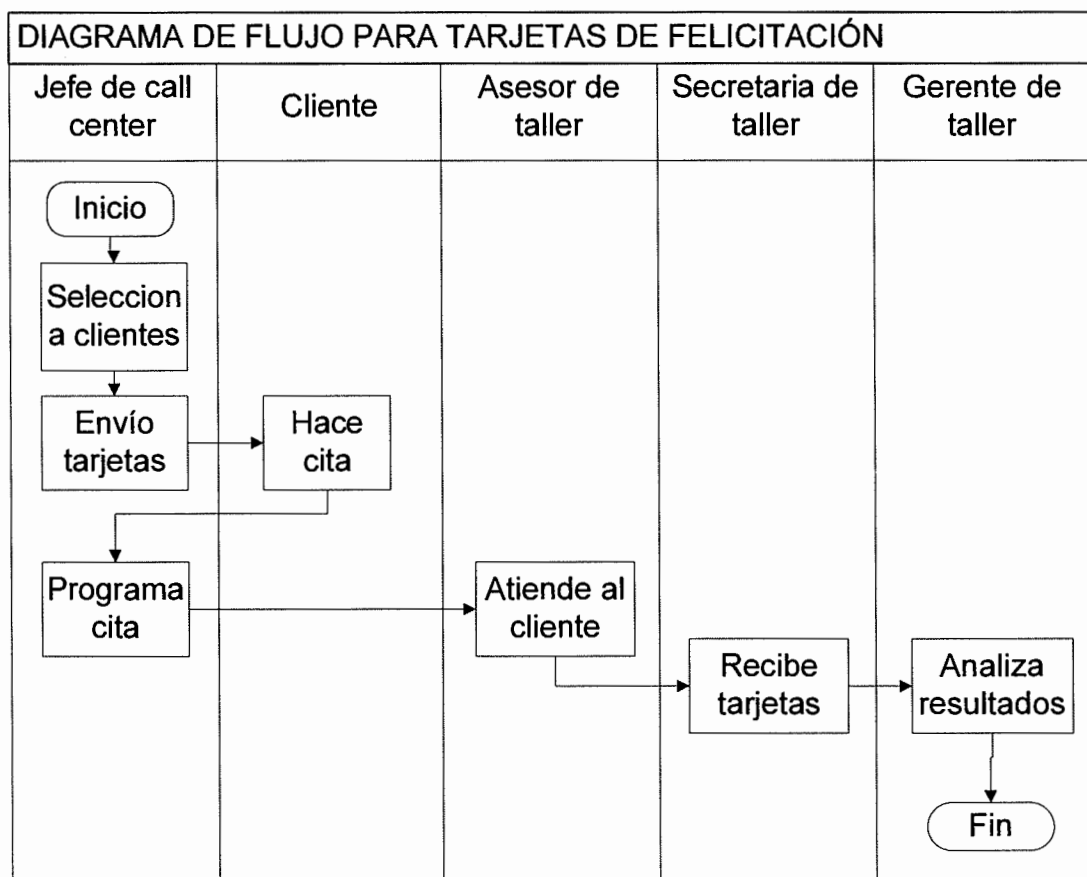 DIAGRAMA DE FLUJO PARA TARJETAS DE FELICITACIÓN
Jefe de call
center
Cliente
Asesor de
taller
Secretaria de
taller
Gerente de
taller
Inicio
Seleccion
a clientes
Envío
tarjetas
Hace
cita
Programa
cita
Atiende al
cliente
Recibe
tarjetas
Analiza
resultados
Fin